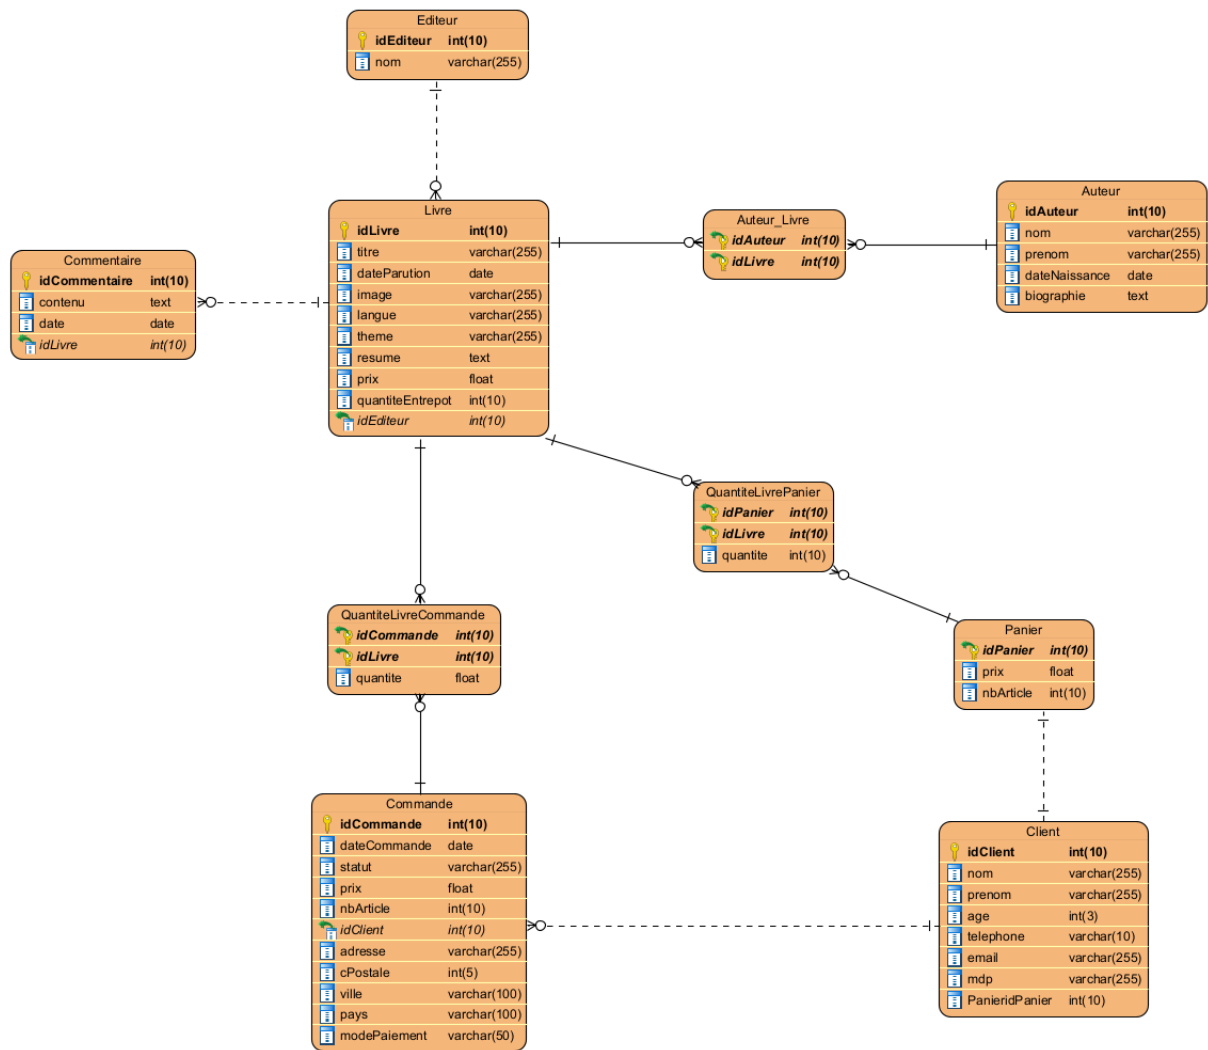 Editeur
idEditeur int(10)
nom varchar(255)
Livre
idLivre int(10)
titre varchar(255)
dateParution date
image varchar(255)
langue varchar(255)
theme varchar(255)
resume text
prix float
quantiteEntrepot int(10)
idEditeur int(10)
Auteur_Livre
idAuteur int(10)
idLivre int(10)
Auteur
idAuteur int(10)
nom varchar(255)
prenom varchar(255)
dateNaissance date
biographie text
Commentaire
idCommentaire int(10)
contenu text
date date
idLivre int(10)
QuantiteLivrePanier
idPanier int(10)
idLivre int(10)
quantite int(10)
QuantiteLivreCommande
idCommande int(10)
idLivre int(10)
quantite float
Panier
idPanier int(10)
prix float
nbArticle int(10)
Commande
idCommande int(10)
dateCommande date
statut varchar(255)
prix float
nbArticle int(10)
idClient int(10)
adresse varchar(255)
cPostale int(5)
ville varchar(100)
pays varchar(100)
modePaiement varchar(50)
Client
idClient int(10)
nom varchar(255)
prenom varchar(255)
age int(3)
telephone varchar(10)
email varchar(255)
mdp varchar(255)
PanieridPanier int(10)